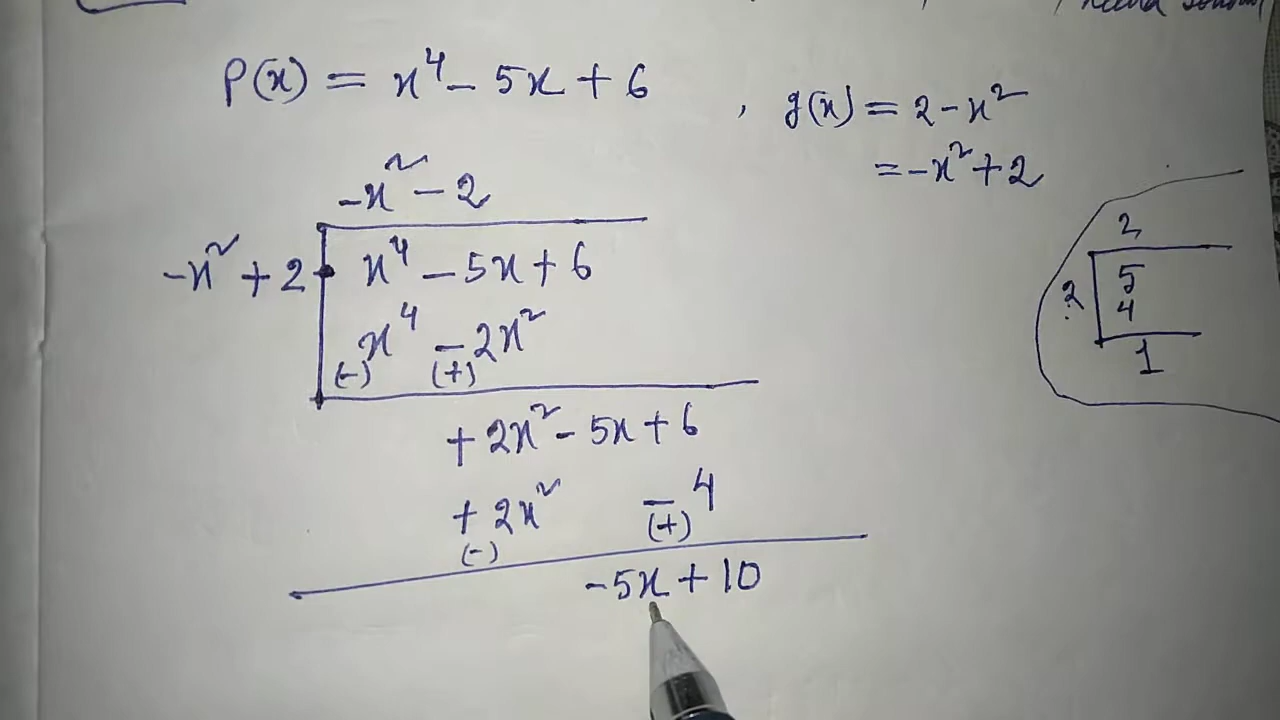 P(x) = x⁴ - 5x + 6 , g(x) = 2 - x²
= -x² + 2
-x² - 2
-x² + 2 x⁴ - 5x + 6
x⁴ - 2x²
(-) (+)
+ 2x² - 5x + 6
+ 2x² - 4
(-) (+)
-5x + 10
2
2 5
4
1